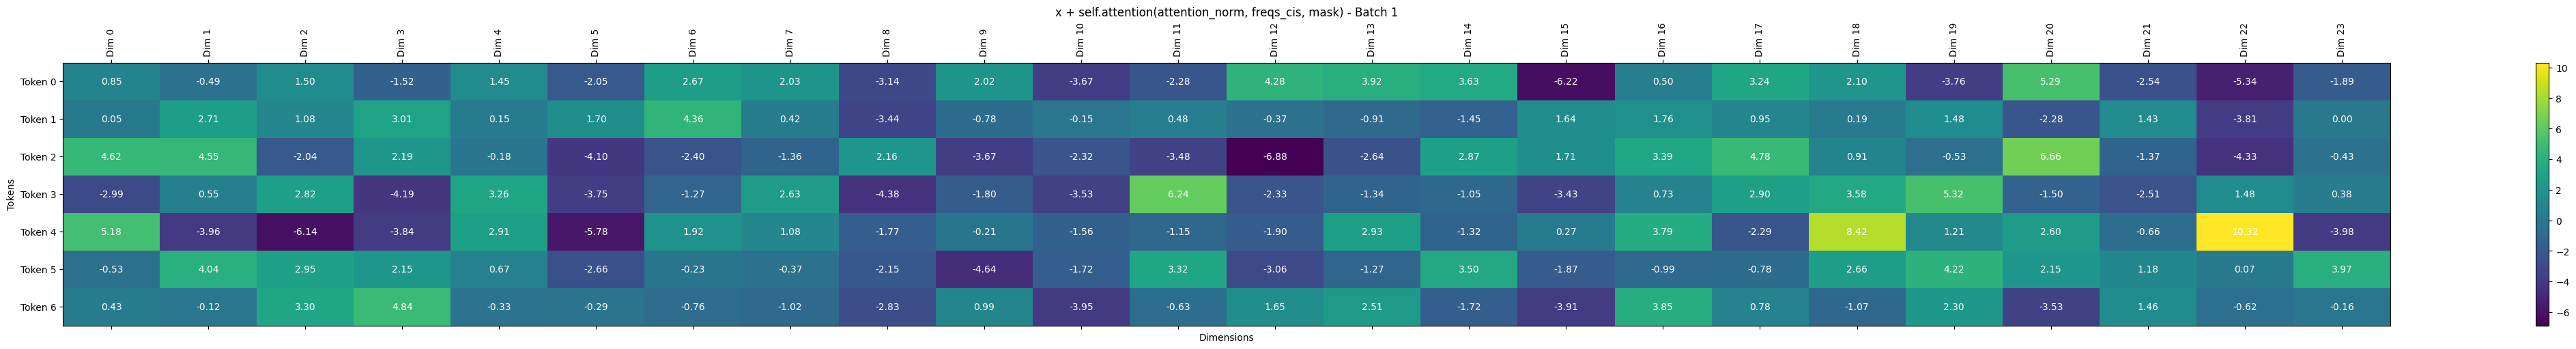 x + self.attention(attention_norm, freqs_cis, mask) - Batch 1
Dim 0 Dim 1 Dim 2 Dim 3 Dim 4 Dim 5 Dim 6 Dim 7 Dim 8 Dim 9 Dim 10 Dim 11 Dim 12 Dim 13 Dim 14 Dim 15 Dim 16 Dim 17 Dim 18 Dim 19 Dim 20 Dim 21 Dim 22 Dim 23
Token 0 0.85 -0.49 1.50 -1.52 1.45 -2.05 2.67 2.03 -3.14 2.02 -3.67 -2.28 4.28 3.92 3.63 -6.22 0.50 3.24 2.10 -3.76 5.29 -2.54 -5.34 -1.89
Token 1 0.05 2.71 1.08 3.01 0.15 1.70 4.36 0.42 -3.44 -0.78 -0.15 0.48 -0.37 -0.91 -1.45 1.64 1.76 0.95 0.19 1.48 -2.28 1.43 -3.81 0.00
Token 2 4.62 4.55 -2.04 2.19 -0.18 -4.10 -2.40 -1.36 2.16 -3.67 -2.32 -3.48 -6.88 -2.64 2.87 1.71 3.39 4.78 0.91 -0.53 6.66 -1.37 -4.33 -0.43
Token 3 -2.99 0.55 2.82 -4.19 3.26 -3.75 -1.27 2.63 -4.38 -1.80 -3.53 6.24 -2.33 -1.34 -1.05 -3.43 0.73 2.90 3.58 5.32 -1.50 -2.51 1.48 0.38
Token 4 5.18 -3.96 -6.14 -3.84 2.91 -5.78 1.92 1.08 -1.77 -0.21 -1.56 -1.15 -1.90 2.93 -1.32 0.27 3.79 -2.29 8.42 1.21 2.60 -0.66 10.32 -3.98
Token 5 -0.53 4.04 2.95 2.15 0.67 -2.66 -0.23 -0.37 -2.15 -4.64 -1.72 3.32 -3.06 -1.27 3.50 -1.87 -0.99 -0.78 2.66 4.22 2.15 1.18 0.07 3.97
Token 6 0.43 -0.12 3.30 4.84 -0.33 -0.29 -0.76 -1.02 -2.83 0.99 -3.95 -0.63 1.65 2.51 -1.72 -3.91 3.85 0.78 -1.07 2.30 -3.53 1.46 -0.62 -0.16
Tokens
Dimensions
10
8
6
4
2
0
−2
−4
−6